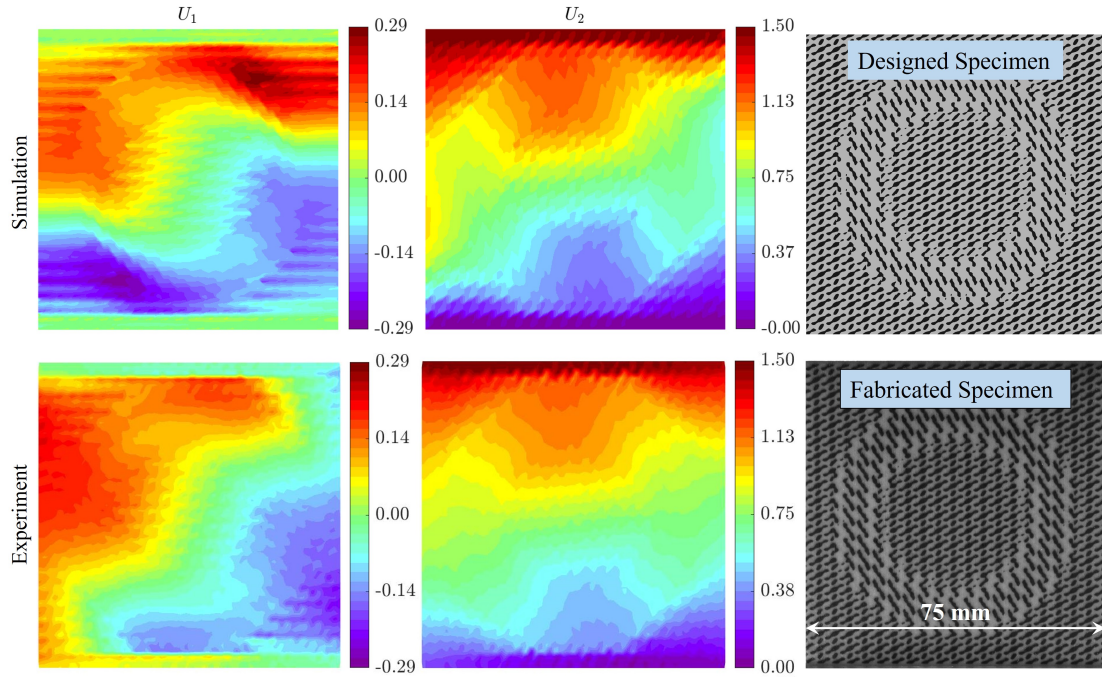 U₁
U₂
Simulation
0.29
0.14
0.00
-0.14
-0.29
1.50
1.13
0.75
0.37
-0.00
Designed Specimen
Experiment
0.29
0.14
0.00
-0.14
-0.29
1.50
1.13
0.75
0.38
0.00
Fabricated Specimen
75 mm